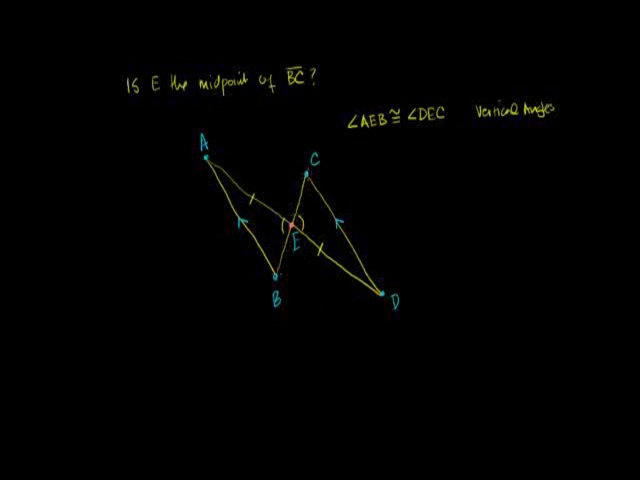 Is E the midpoint of BC?
∠AEB ≅ ∠DEC Vertical Angles
A
C
E
B
D